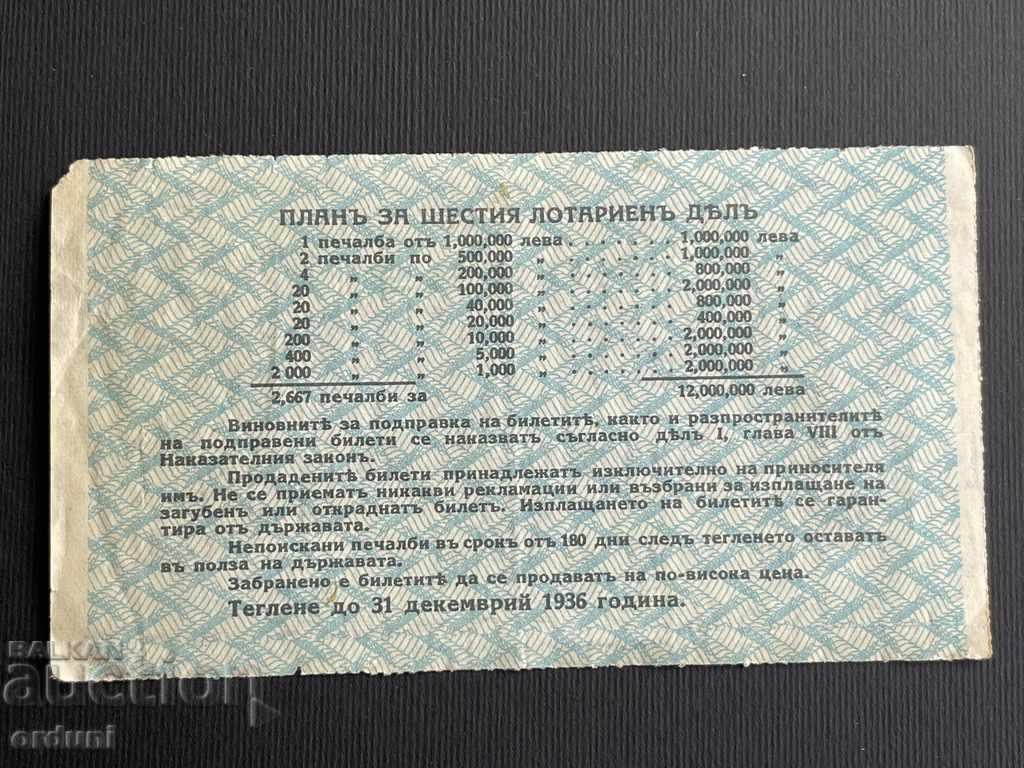 ПЛАНЪ ЗА ШЕСТИЯ ЛОТАРИЕНЪ ДѢЛЪ
1 печалба отъ 1,000,000 лева . . . . . . . 1,000,000 лева
2 печалби по 500,000 „ . . . . . . . 1,000,000 „
4 „ „ 200,000 „ . . . . . . . 800,000 „
20 „ „ 100,000 „ . . . . . . . 2,000,000 „
20 „ „ 40,000 „ . . . . . . . 800,000 „
20 „ „ 20,000 „ . . . . . . . 400,000 „
200 „ „ 10,000 „ . . . . . . . 2,000,000 „
400 „ „ 5,000 „ . . . . . . . 2,000,000 „
2 000 „ „ 1,000 „ . . . . . . . 2,000,000 „
2,667 печалби за 12,000,000 лева
Виновнитѣ за подправка на билетитѣ, както и разпространителитѣ
на подправени билети се наказватъ съгласно дѣлъ I, глава VIII отъ
Наказателния законъ.
Продаденитѣ билети принадлежатъ изключително на приносителя
имъ. Не се приематъ никакви рекламации или възбрани за изплащане на
загубенъ или откраднатъ билетъ. Изплащането на билетитѣ се гаран-
тира отъ държавата.
Непоискани печалби въ срокъ отъ 180 дни следъ тегленето оставатъ
въ полза на държавата.
Забранено е билетитѣ да се продаватъ на по-висока цена.
Теглене до 31 декемврий 1936 година.
BALKAN
auction
orduni